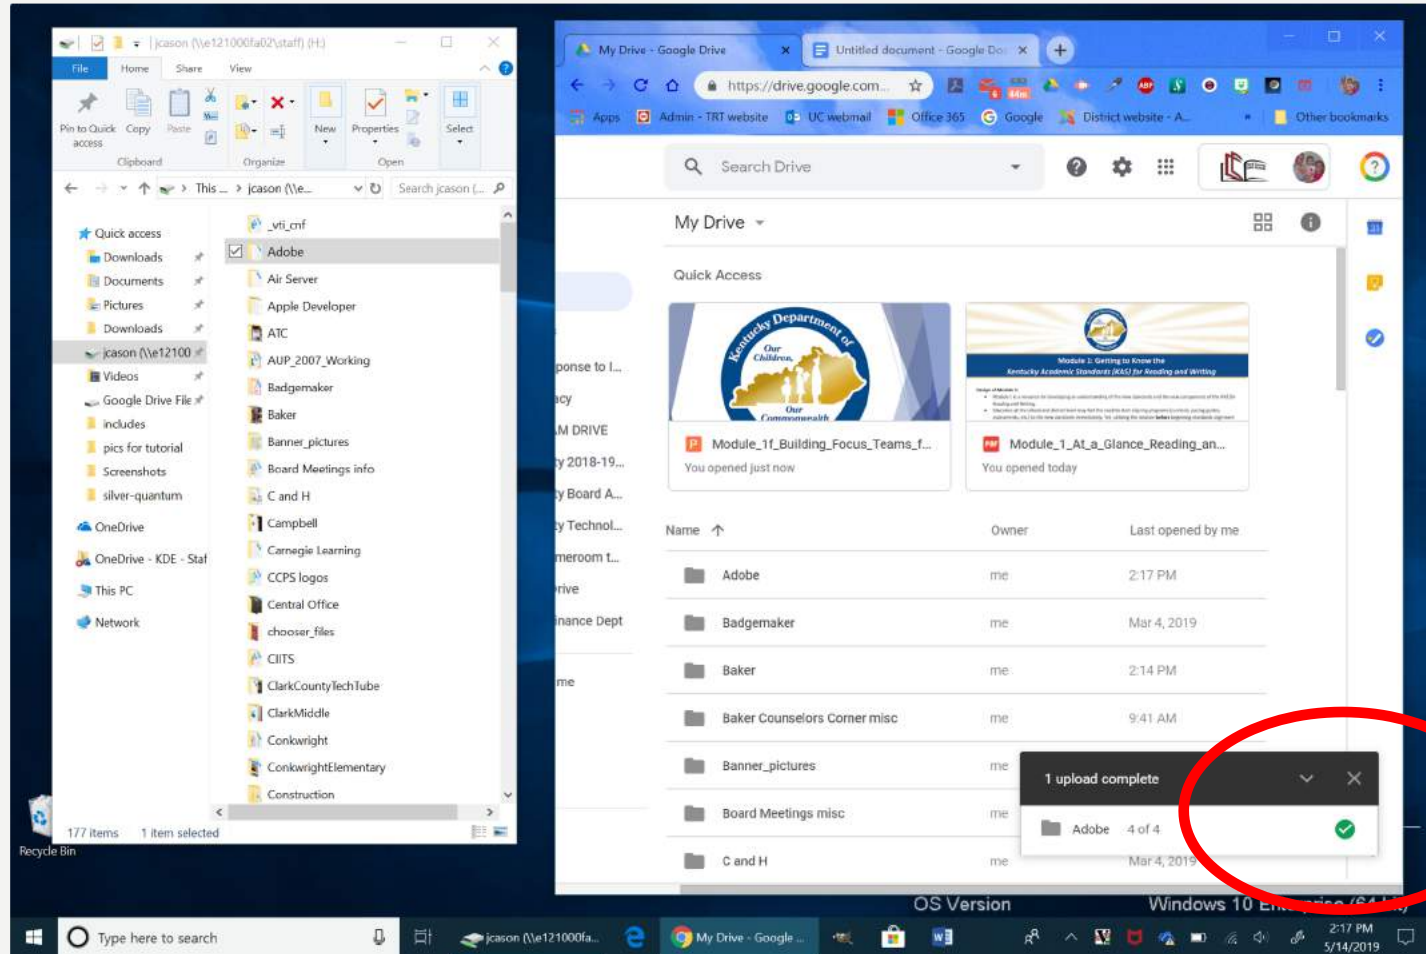 jcason (\\e121000fa02\staff) (H:)
File Home Share View
Pin to Quick access
Copy
Paste
New
Properties
Select
Clipboard Organize Open
This ... > jcason (\\e...
Search jcason (...
Quick access
Downloads
Documents
Pictures
Downloads
jcason (\\e12100
Videos
Google Drive File
includes
pics for tutorial
Screenshots
silver-quantum
OneDrive
OneDrive - KDE - Staf
This PC
Network
_vti_cnf
Adobe
Air Server
Apple Developer
ATC
AUP_2007_Working
Badgemaker
Baker
Banner_pictures
Board Meetings info
C and H
Campbell
Carnegie Learning
CCPS logos
Central Office
chooser_files
CIITS
ClarkCountyTechTube
ClarkMiddle
Conkwright
ConkwrightElementary
Construction
177 items 1 item selected
Recycle Bin
My Drive - Google Drive
Untitled document - Google Do
https://drive.google.com...
Apps
Admin - TRT website
UC webmail
Office 365
Google
District website - A...
Other bookmarks
Search Drive
My Drive
Quick Access
Kentucky Department of
Our
Children,
Our
Commonwealth
Module 1: Getting to Know the
Kentucky Academic Standards (KAS) for Reading and Writing
Module_1f_Building_Focus_Teams_f...
You opened just now
Module_1_At_a_Glance_Reading_an...
You opened today
ponse to I...
acy
AM DRIVE
ty 2018-19...
ty Board A...
ty Technol...
meroom t...
rive
inance Dept
me
Name Owner Last opened by me
Adobe me 2:17 PM
Badgemaker me Mar 4, 2019
Baker me 2:14 PM
Baker Counselors Corner misc me 9:41 AM
Banner_pictures me
Board Meetings misc me
C and H me Mar 4, 2019
1 upload complete
Adobe 4 of 4
OS Version Windows 10 Enterprise (64 bit)
Type here to search
jcason (\\e121000fa...
My Drive - Google ...
2:17 PM
5/14/2019